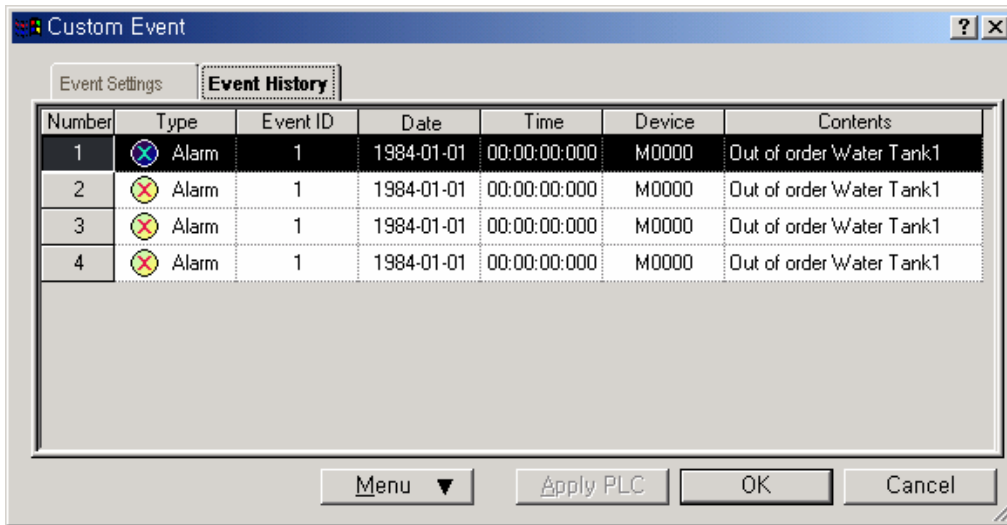 Custom Event
Event Settings Event History
Number Type Event ID Date Time Device Contents
1 Alarm 1 1984-01-01 00:00:00:000 M0000 Out of order Water Tank1
2 Alarm 1 1984-01-01 00:00:00:000 M0000 Out of order Water Tank1
3 Alarm 1 1984-01-01 00:00:00:000 M0000 Out of order Water Tank1
4 Alarm 1 1984-01-01 00:00:00:000 M0000 Out of order Water Tank1
Menu Apply PLC OK Cancel